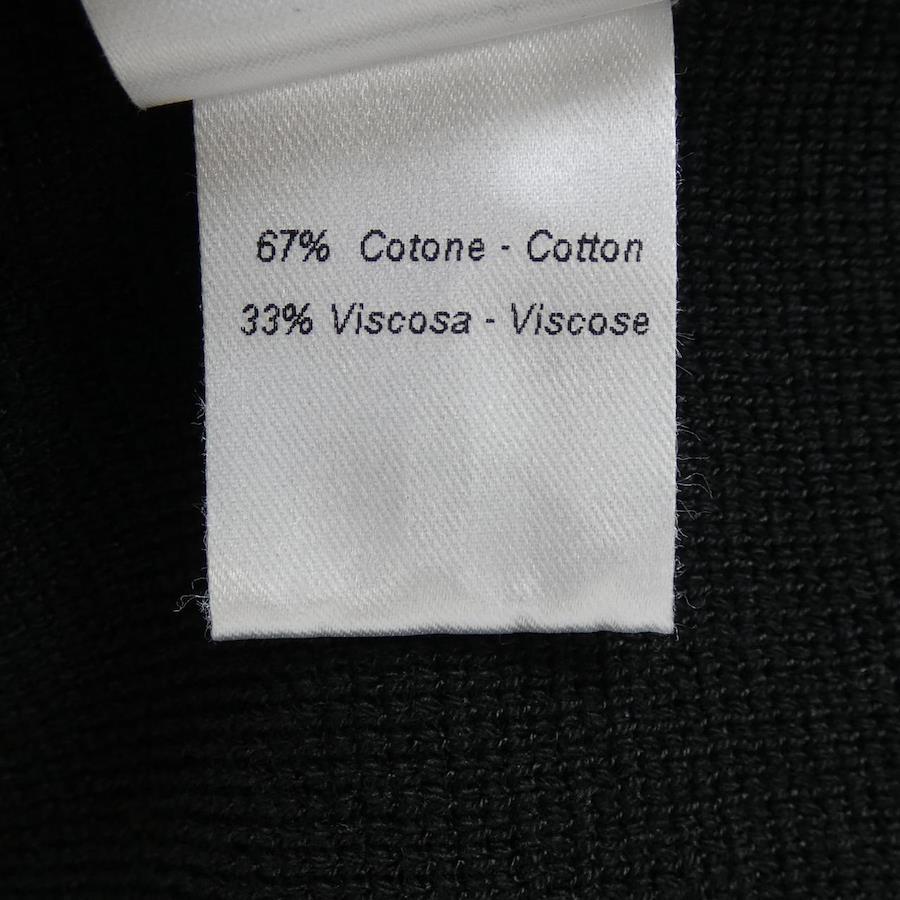 67% Cotone - Cotton
33% Viscosa - Viscose